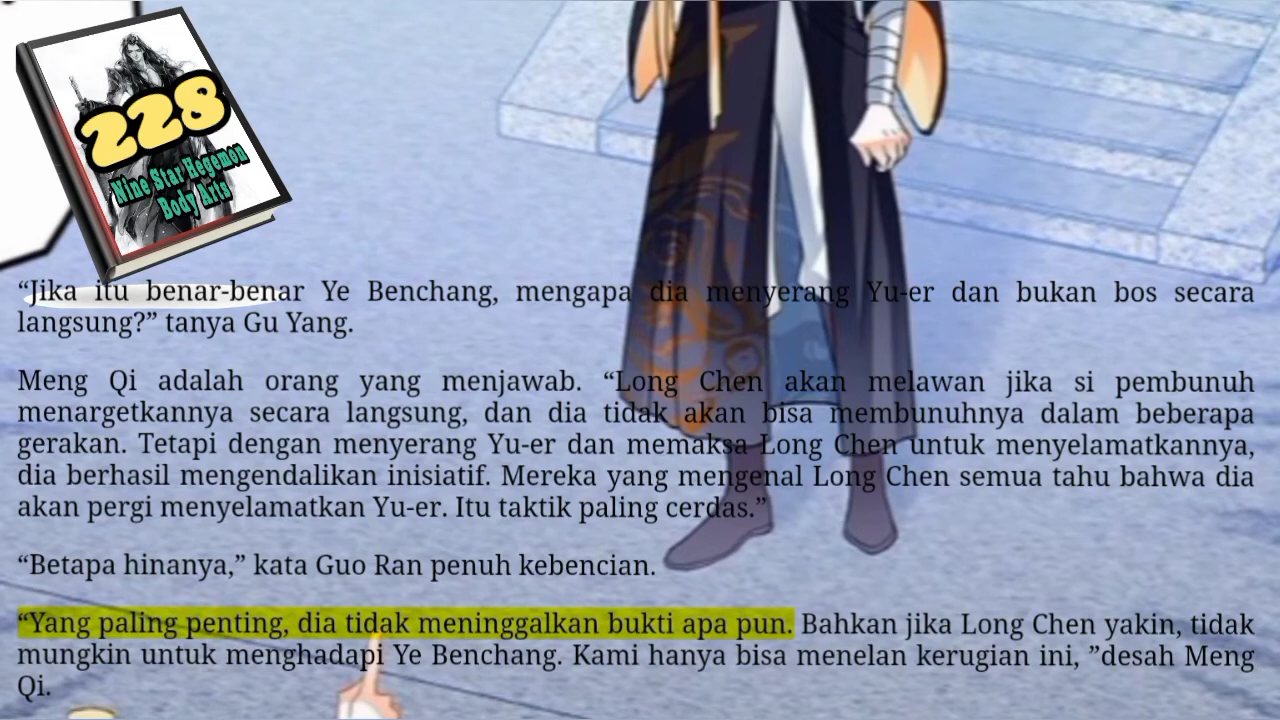 228
Nine Star Hegemon
Body Arts
“Jika itu benar-benar Ye Benchang, mengapa dia menyerang Yu-er dan bukan bos secara
langsung?” tanya Gu Yang.
Meng Qi adalah orang yang menjawab. “Long Chen akan melawan jika si pembunuh
menargetkannya secara langsung, dan dia tidak akan bisa membunuhnya dalam beberapa
gerakan. Tetapi dengan menyerang Yu-er dan memaksa Long Chen untuk menyelamatkannya,
dia berhasil mengendalikan inisiatif. Mereka yang mengenal Long Chen semua tahu bahwa dia
akan pergi menyelamatkan Yu-er. Itu taktik paling cerdas.”
“Betapa hinanya,” kata Guo Ran penuh kebencian.
“Yang paling penting, dia tidak meninggalkan bukti apa pun. Bahkan jika Long Chen yakin, tidak
mungkin untuk menghadapi Ye Benchang. Kami hanya bisa menelan kerugian ini, ”desah Meng
Qi.